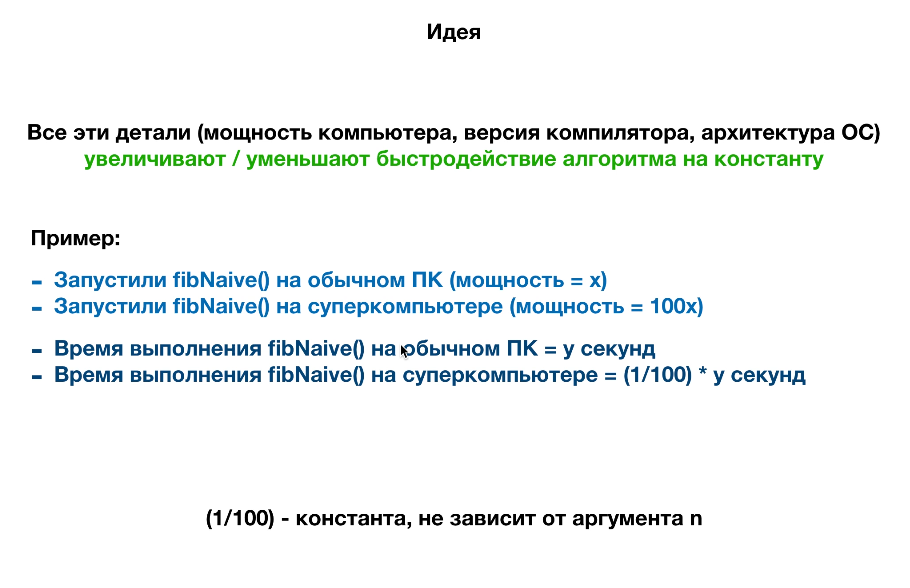 Идея
Все эти детали (мощность компьютера, версия компилятора, архитектура ОС)
увеличивают / уменьшают быстродействие алгоритма на константу
Пример:
- Запустили fibNaive() на обычном ПК (мощность = x)
- Запустили fibNaive() на суперкомпьютере (мощность = 100x)
- Время выполнения fibNaive() на обычном ПК = y секунд
- Время выполнения fibNaive() на суперкомпьютере = (1/100) * y секунд
(1/100) - константа, не зависит от аргумента n